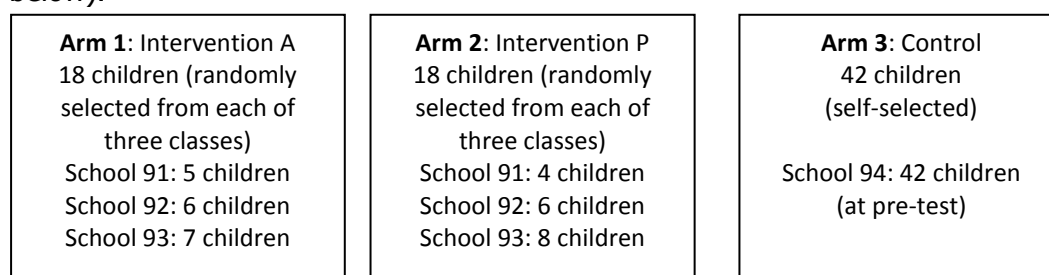 below).
Arm 1: Intervention A
18 children (randomly
selected from each of
three classes)
School 91: 5 children
School 92: 6 children
School 93: 7 children
Arm 2: Intervention P
18 children (randomly
selected from each of
three classes)
School 91: 4 children
School 92: 6 children
School 93: 8 children
Arm 3: Control
42 children
(self-selected)
School 94: 42 children
(at pre-test)